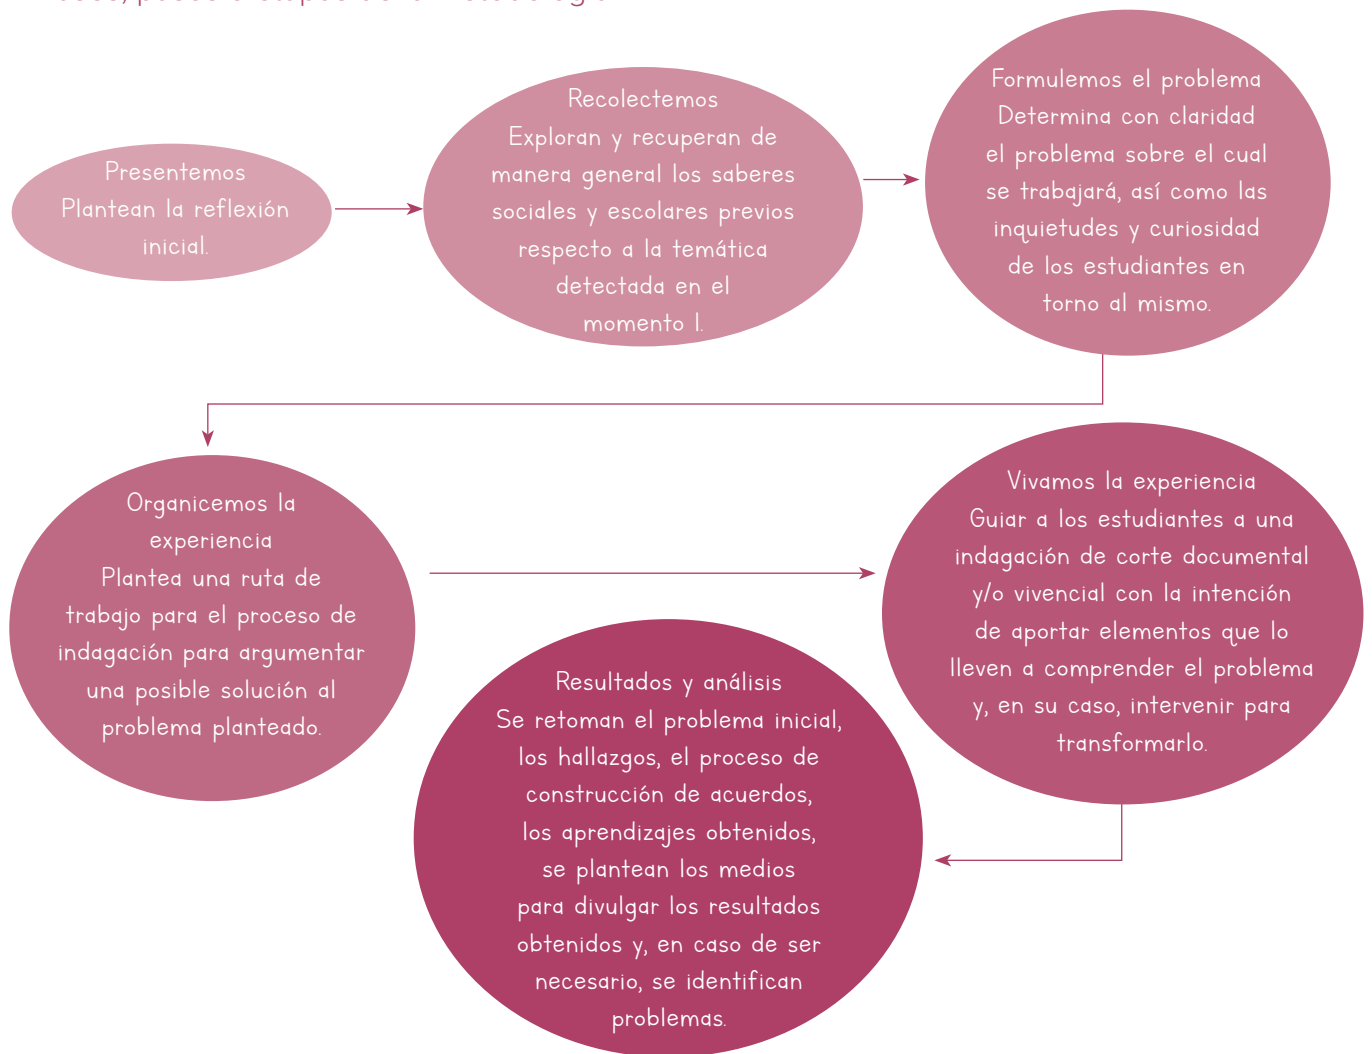 pasos o etapas de la metodología
Presentemos
Plantean la reflexión
inicial.
Recolectemos
Exploran y recuperan de
manera general los saberes
sociales y escolares previos
respecto a la temática
detectada en el
momento 1.
Formulemos el problema
Determina con claridad
el problema sobre el cual
se trabajará, así como las
inquietudes y curiosidad
de los estudiantes en
torno al mismo.
Organicemos la
experiencia
Plantea una ruta de
trabajo para el proceso de
indagación para argumentar
una posible solución al
problema planteado.
Vivamos la experiencia
Guiar a los estudiantes a una
indagación de corte documental
y/o vivencial con la intención
de aportar elementos que lo
lleven a comprender el problema
y, en su caso, intervenir para
transformarlo.
Resultados y análisis
Se retoman el problema inicial,
los hallazgos, el proceso de
construcción de acuerdos,
los aprendizajes obtenidos,
se plantean los medios
para divulgar los resultados
obtenidos y, en caso de ser
necesario, se identifican
problemas.